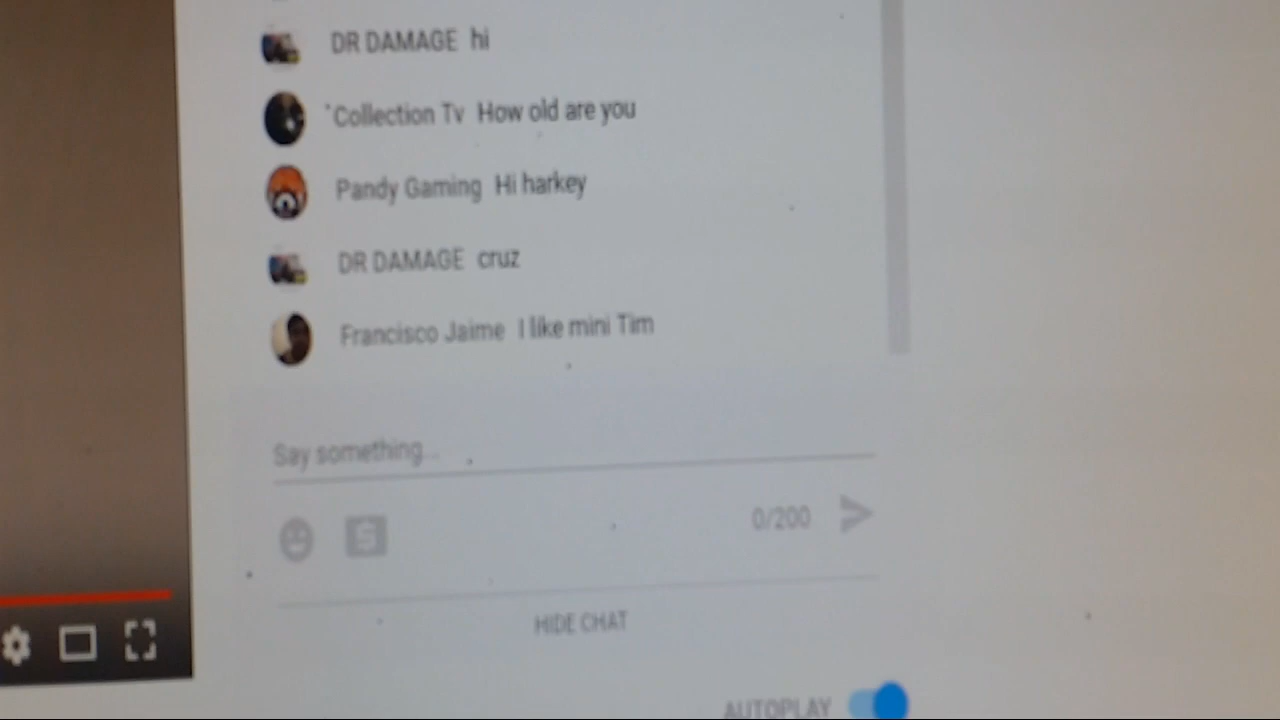 DR DAMAGE hi
Collection Tv How old are you
Pandy Gaming Hi harkey
DR DAMAGE cruz
Francisco Jaime I like mini Tim
Say something...
0/200
HIDE CHAT
AUTOPLAY